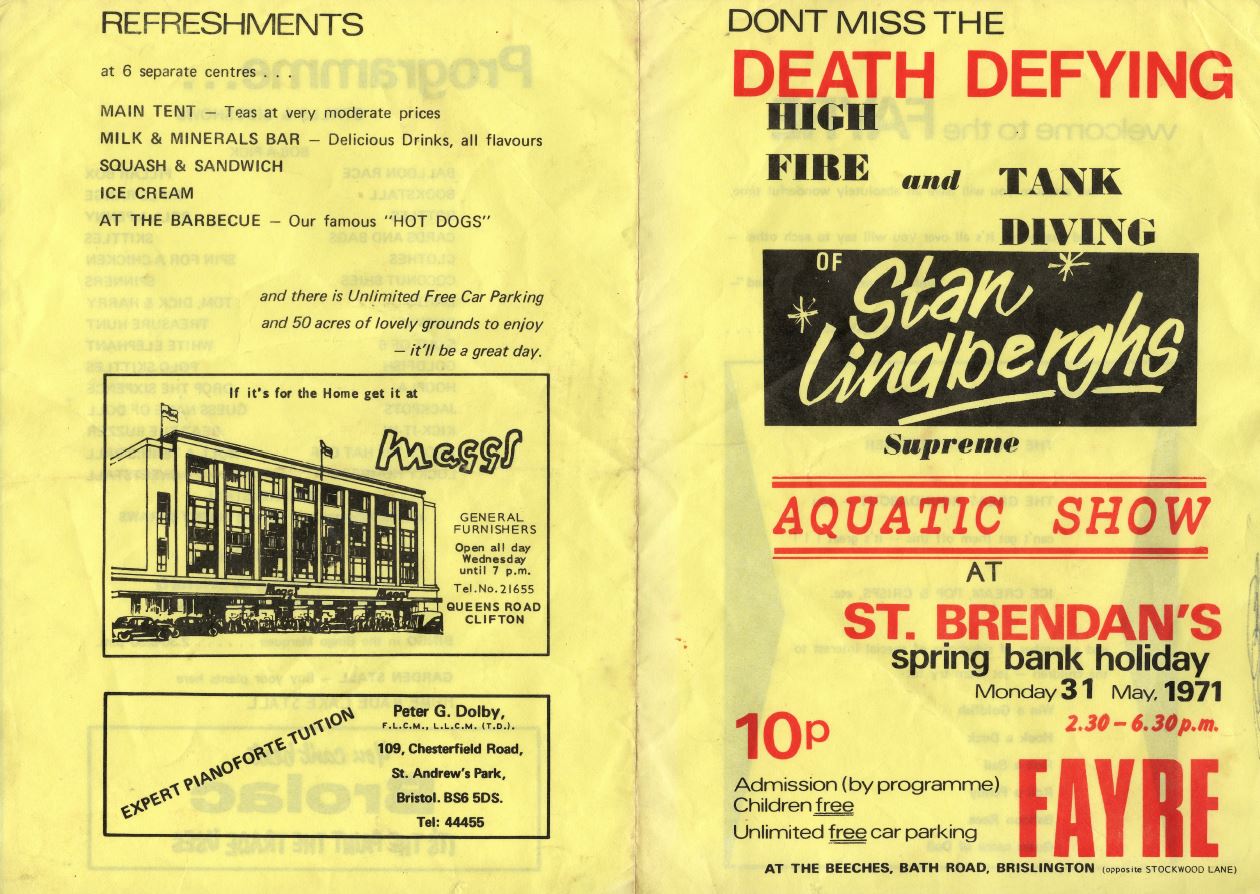 REFRESHMENTS
at 6 separate centres . . .
MAIN TENT – Teas at very moderate prices
MILK & MINERALS BAR – Delicious Drinks, all flavours
SQUASH & SANDWICH
ICE CREAM
AT THE BARBECUE – Our famous "HOT DOGS"
and there is Unlimited Free Car Parking
and 50 acres of lovely grounds to enjoy
– it'll be a great day.
If it's for the Home get it at
Maggs
GENERAL
FURNISHERS
Open all day
Wednesday
until 7 p.m.
Tel.No.21655
QUEENS ROAD
CLIFTON
Maggs Maggs
EXPERT PIANOFORTE TUITION
Peter G. Dolby,
F.L.C.M., L.L.C.M. (T.D.).
109, Chesterfield Road,
St. Andrew's Park,
Bristol. BS6 5DS.
Tel: 44455
DONT MISS THE
DEATH DEFYING
HIGH
FIRE and TANK
DIVING
OF
Stan
Lindberghs
Supreme
AQUATIC SHOW
AT
ST. BRENDAN'S
spring bank holiday
Monday 31 May, 1971
2.30 – 6.30 p.m.
10p
Admission (by programme)
Children free
Unlimited free car parking
FAYRE
AT THE BEECHES, BATH ROAD, BRISLINGTON (opposite STOCKWOOD LANE)